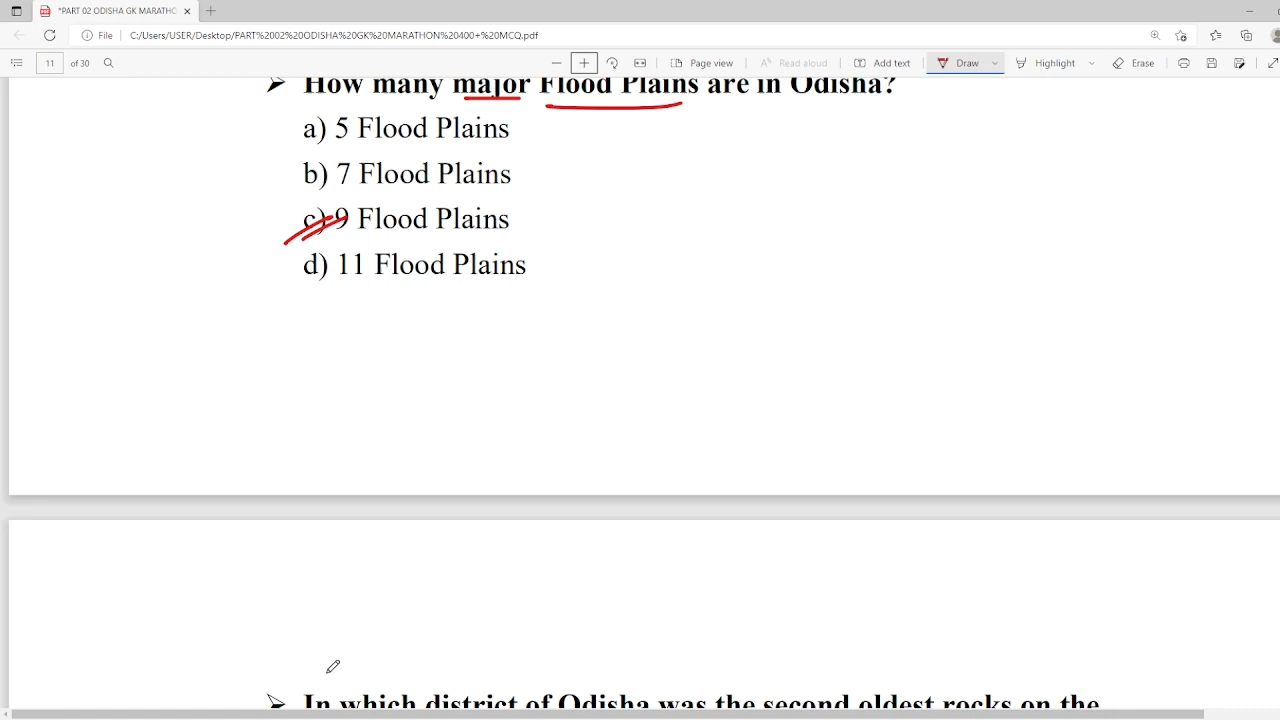 *PART 02 ODISHA GK MARATHO
File
C:/Users/USER/Desktop/PART%2002%20ODISHA%20GK%20MARATHON%20400+%20MCQ.pdf
11 of 30
Page view
Read aloud
Add text
Draw
Highlight
Erase
➤ How many major Flood Plains are in Odisha?
a) 5 Flood Plains
b) 7 Flood Plains
c) 9 Flood Plains
d) 11 Flood Plains
➤ In which district of Odisha was the second oldest rocks on the